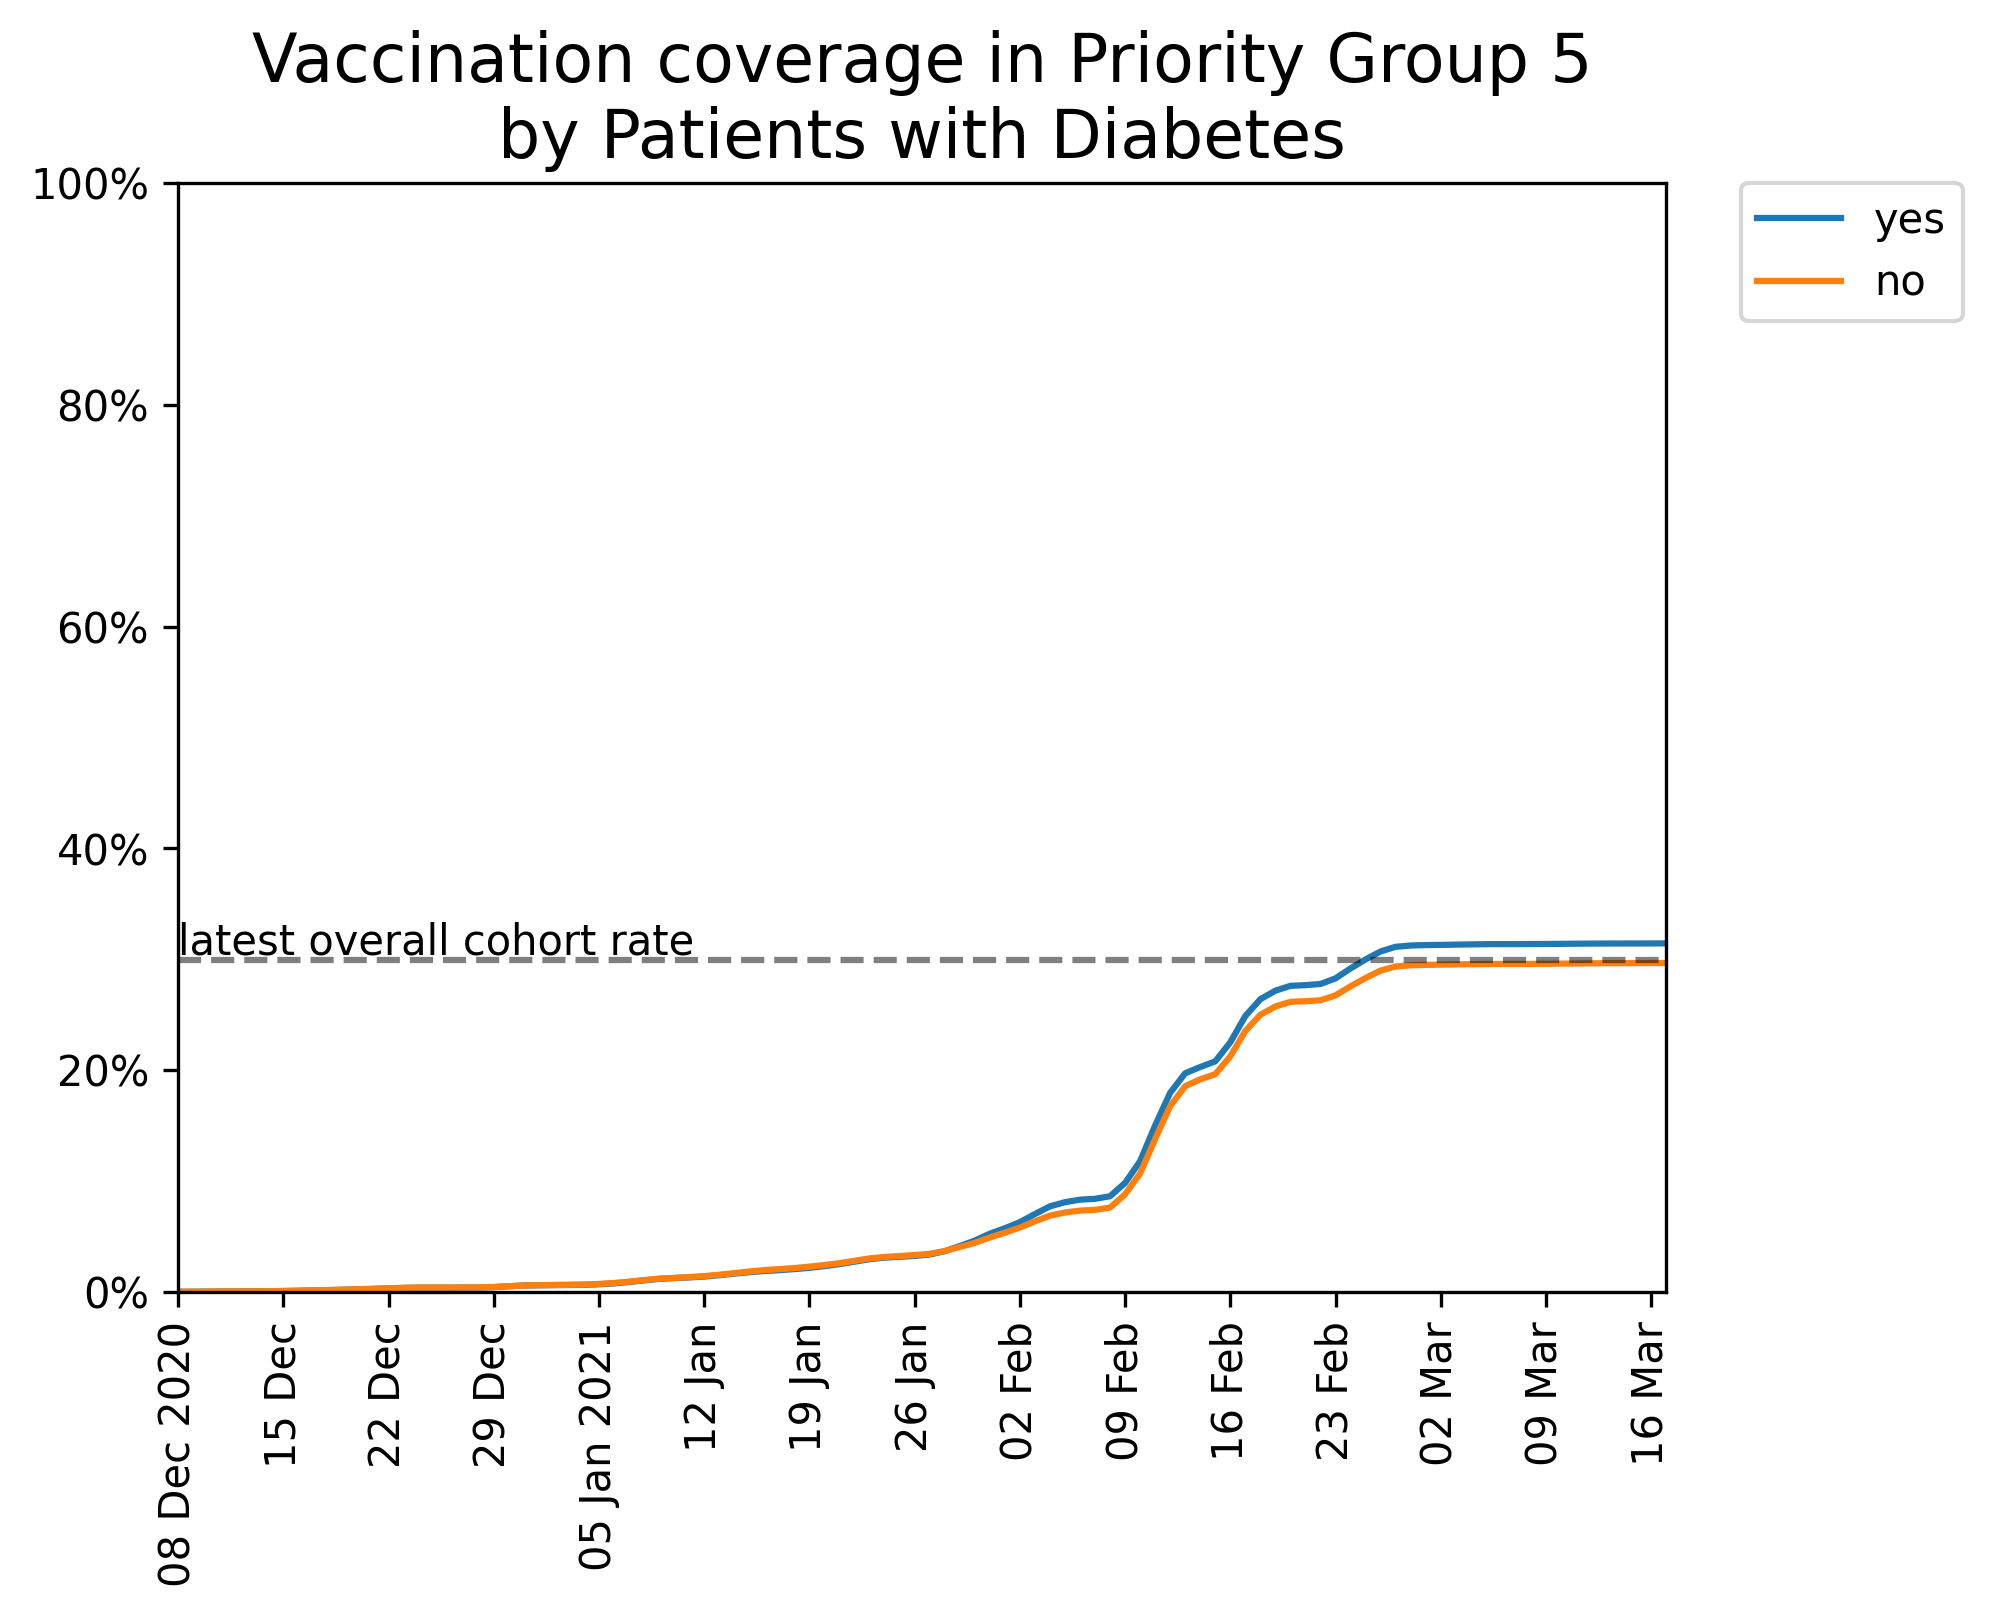 Vaccination coverage in Priority Group 5
by Patients with Diabetes
100%
80%
60%
40%
20%
0%
latest overall cohort rate
yes
no
08 Dec 2020
15 Dec
22 Dec
29 Dec
05 Jan 2021
12 Jan
19 Jan
26 Jan
02 Feb
09 Feb
16 Feb
23 Feb
02 Mar
09 Mar
16 Mar